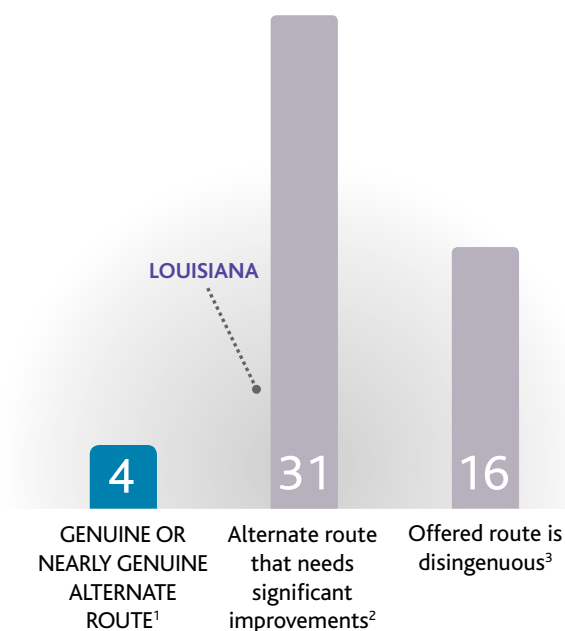 LOUISIANA
4
31
16
GENUINE OR
NEARLY GENUINE
ALTERNATE
ROUTE¹
Alternate route
that needs
significant
improvements²
Offered route is
disingenuous³